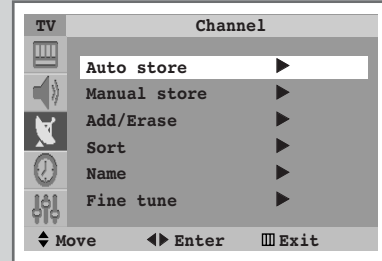 TV Channel
Auto store
Manual store
Add/Erase
Sort
Name
Fine tune
Move Enter Exit